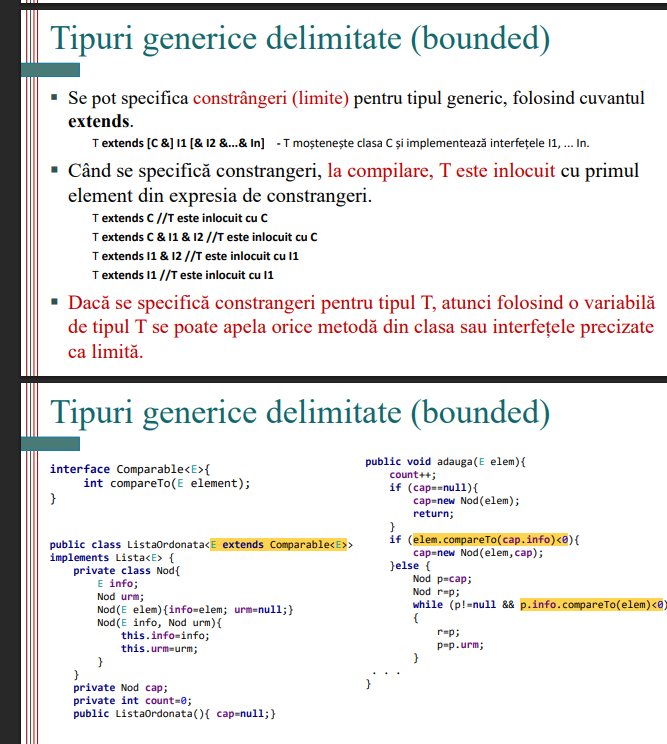 Tipuri generice delimitate (bounded)
▪ Se pot specifica constrângeri (limite) pentru tipul generic, folosind cuvantul
extends.
T extends [C &] I1 [& I2 &...& In] - T moștenește clasa C și implementează interfețele I1, ... In.
▪ Când se specifică constrangeri, la compilare, T este inlocuit cu primul
element din expresia de constrangeri.
T extends C //T este inlocuit cu C
T extends C & I1 & I2 //T este inlocuit cu C
T extends I1 & I2 //T este inlocuit cu I1
T extends I1 //T este inlocuit cu I1
▪ Dacă se specifică constrangeri pentru tipul T, atunci folosind o variabilă
de tipul T se poate apela orice metodă din clasa sau interfețele precizate
ca limită.
Tipuri generice delimitate (bounded)
interface Comparable<E>{
int compareTo(E element);
}
public class ListaOrdonata<E extends Comparable<E>>
implements Lista<E> {
private class Nod{
E info;
Nod urm;
Nod(E elem){info=elem; urm=null;}
Nod(E info, Nod urm){
this.info=info;
this.urm=urm;
}
}
private Nod cap;
private int count=0;
public ListaOrdonata(){ cap=null;}
public void adauga(E elem){
count++;
if (cap==null){
cap=new Nod(elem);
return;
}
if (elem.compareTo(cap.info)<0){
cap=new Nod(elem,cap);
}else {
Nod p=cap;
Nod r=p;
while (p!=null && p.info.compareTo(elem)<0)
{
r=p;
p=p.urm;
}
. . .
}